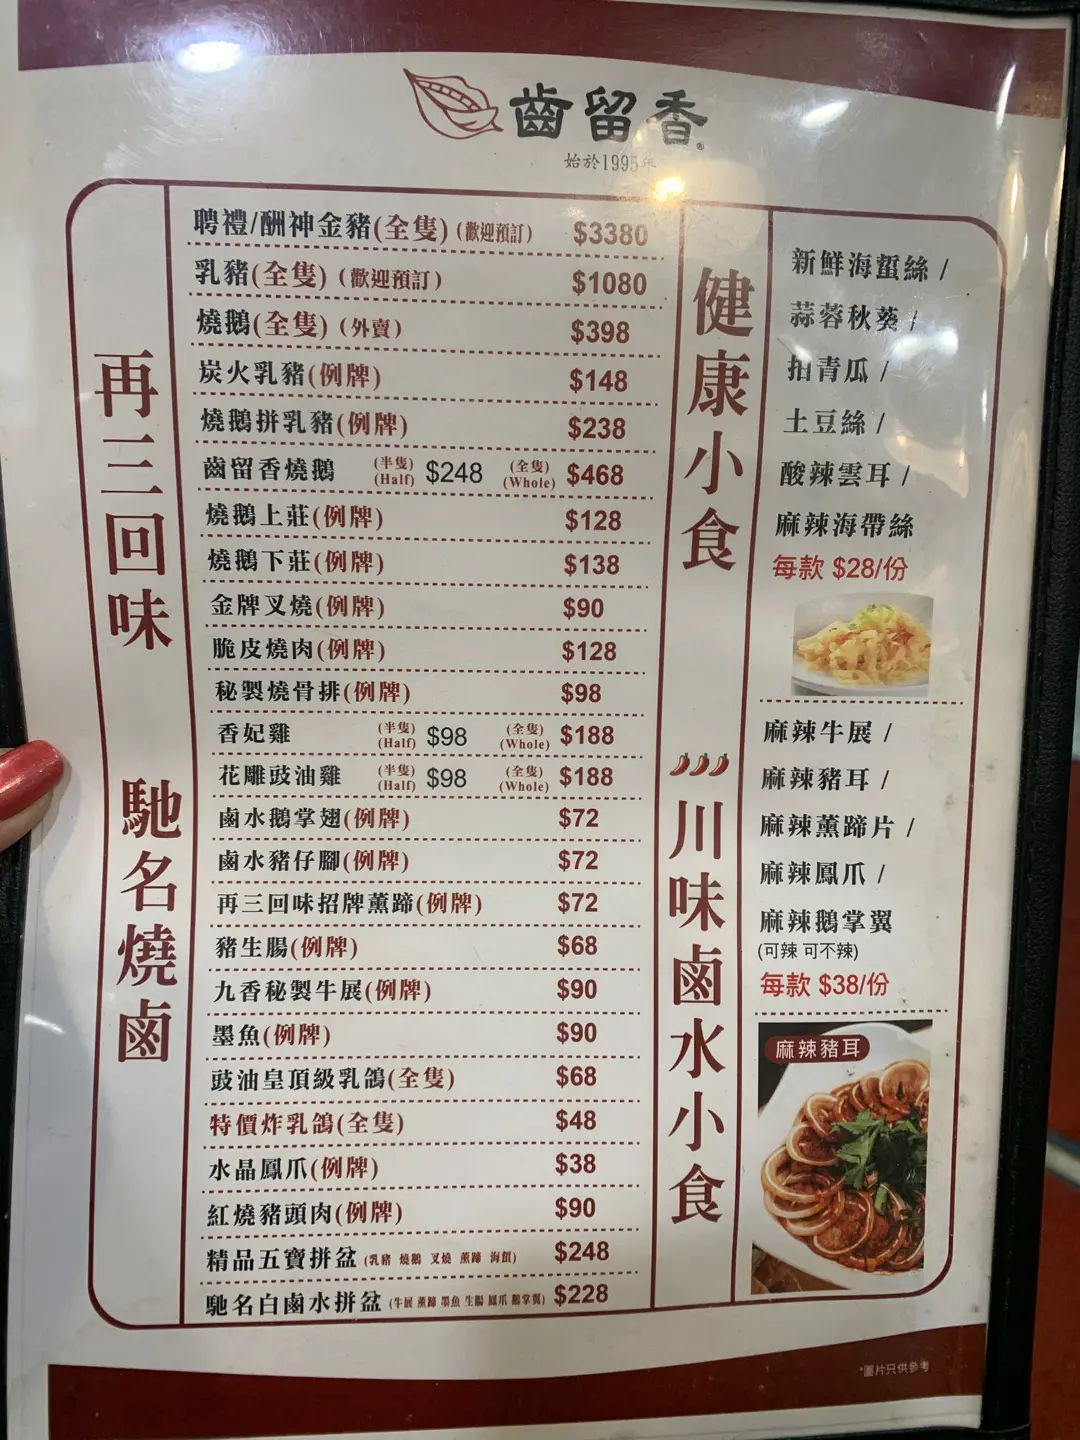 齒留香®
始於1995年
再三回味 馳名燒鹵
聘禮/酬神金豬(全隻)(歡迎預訂) $3380
乳豬(全隻)(歡迎預訂) $1080
燒鵝(全隻)(外賣) $398
炭火乳豬(例牌) $148
燒鵝拼乳豬(例牌) $238
齒留香燒鵝 (半隻)(Half) $248 (全隻)(Whole) $468
燒鵝上莊(例牌) $128
燒鵝下莊(例牌) $138
金牌叉燒(例牌) $90
脆皮燒肉(例牌) $128
秘製燒骨排(例牌) $98
香妃雞 (半隻)(Half) $98 (全隻)(Whole) $188
花雕豉油雞 (半隻)(Half) $98 (全隻)(Whole) $188
鹵水鵝掌翅(例牌) $72
鹵水豬仔腳(例牌) $72
再三回味招牌薰蹄(例牌) $72
豬生腸(例牌) $68
九香秘製牛展(例牌) $90
墨魚(例牌) $90
豉油皇頂級乳鴿(全隻) $68
特價炸乳鴿(全隻) $48
水晶鳳爪(例牌) $38
紅燒豬頭肉(例牌) $90
精品五寶拼盆(乳豬 燒鵝 叉燒 薰蹄 海蜇) $248
馳名白鹵水拼盆(牛展 薰蹄 墨魚 生腸 鳳爪 鵝掌翼) $228
健康小食
新鮮海蜇絲 /
蒜蓉秋葵 /
拍青瓜 /
土豆絲 /
酸辣雲耳 /
麻辣海帶絲
每款 $28/份
川味鹵水小食
麻辣牛展 /
麻辣豬耳 /
麻辣薰蹄片 /
麻辣鳳爪 /
麻辣鵝掌翼
(可辣 可不辣)
每款 $38/份
麻辣豬耳
*圖片只供參考